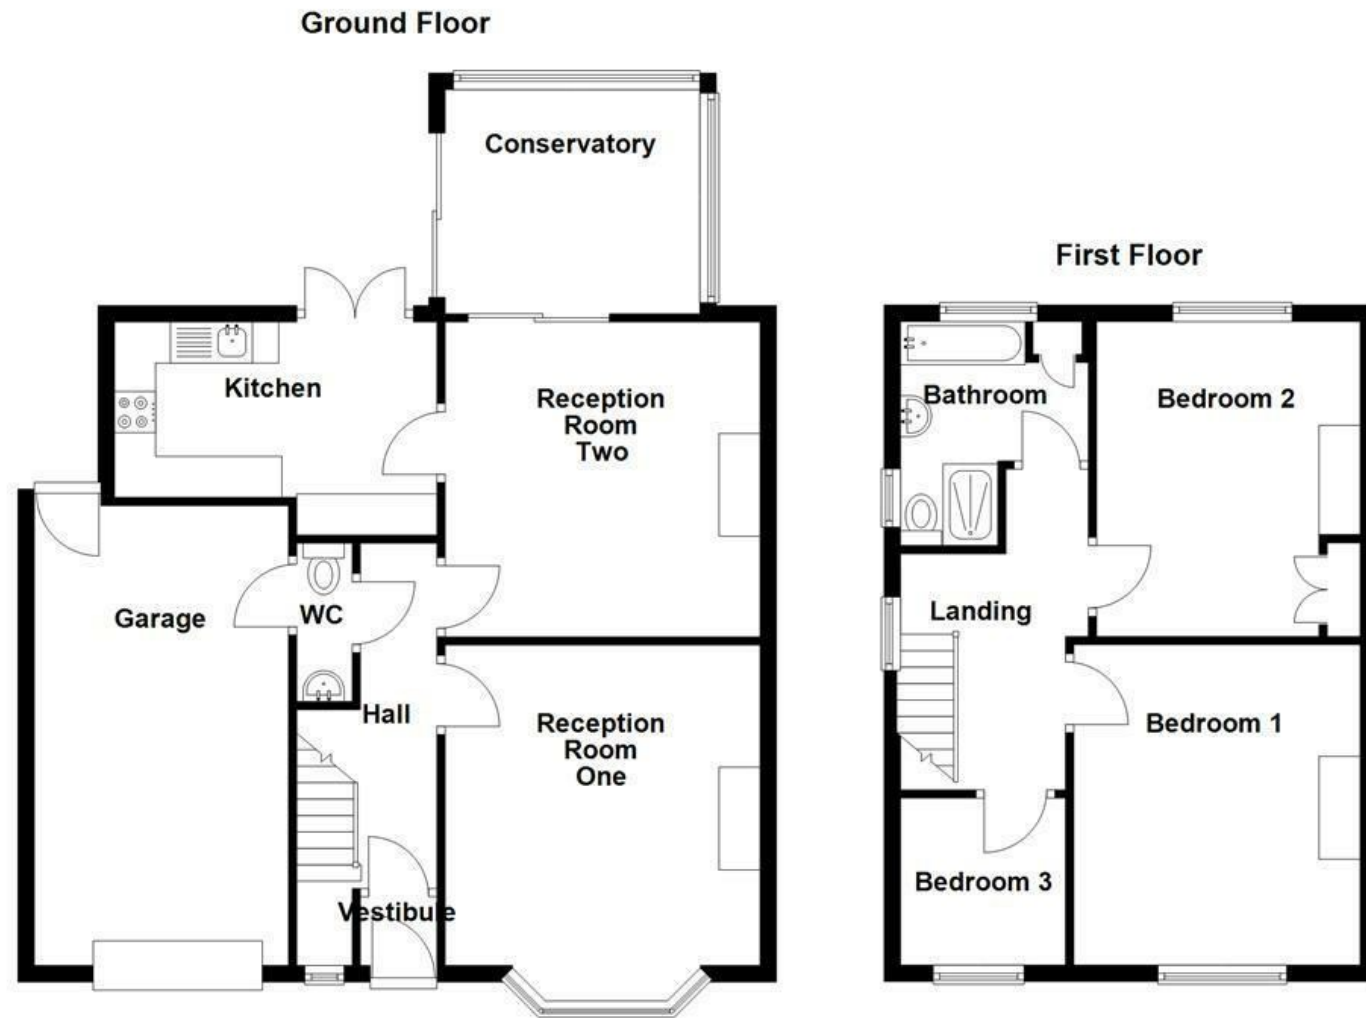 Ground Floor
Conservatory
First Floor
Kitchen
Reception
Room
Two
Bathroom
Bedroom 2
Garage
WC
Landing
Hall
Reception
Room
One
Bedroom 1
Vestibule
Bedroom 3